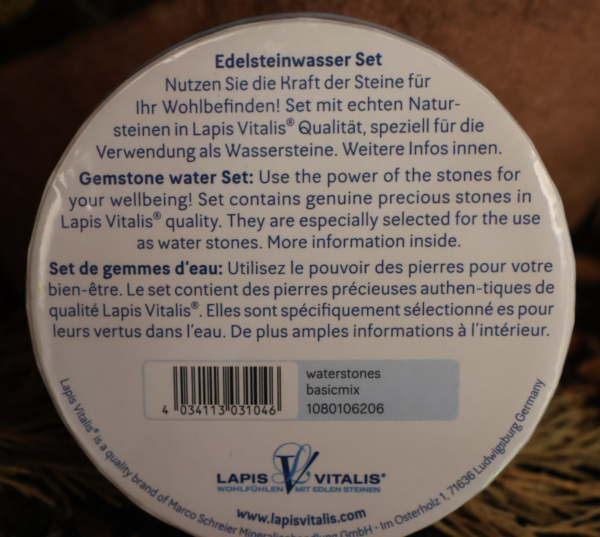 Edelsteinwasser Set
Nutzen Sie die Kraft der Steine für
Ihr Wohlbefinden! Set mit echten Natur-
steinen in Lapis Vitalis® Qualität, speziell für die
Verwendung als Wassersteine. Weitere Infos innen.
Gemstone water Set: Use the power of the stones for
your wellbeing! Set contains genuine precious stones in
Lapis Vitalis® quality. They are especially selected for the use
as water stones. More information inside.
Set de gemmes d'eau: Utilisez le pouvoir des pierres pour votre
bien-être. Le set contient des pierres précieuses authen-tiques de
qualité Lapis Vitalis®. Elles sont spécifiquement sélectionné es pour
leurs vertus dans l'eau. De plus amples informations à l'intérieur.
4 034113 031046
waterstones
basicmix
1080106206
LAPIS V VITALIS®
WOHLFÜHLEN MIT EDLEN STEINEN
www.lapisvitalis.com
Lapis Vitalis® is a quality brand of Marco Schreier Mineralienhandlung GmbH · Im Osterholz 1, 71636 Ludwigsburg Germany